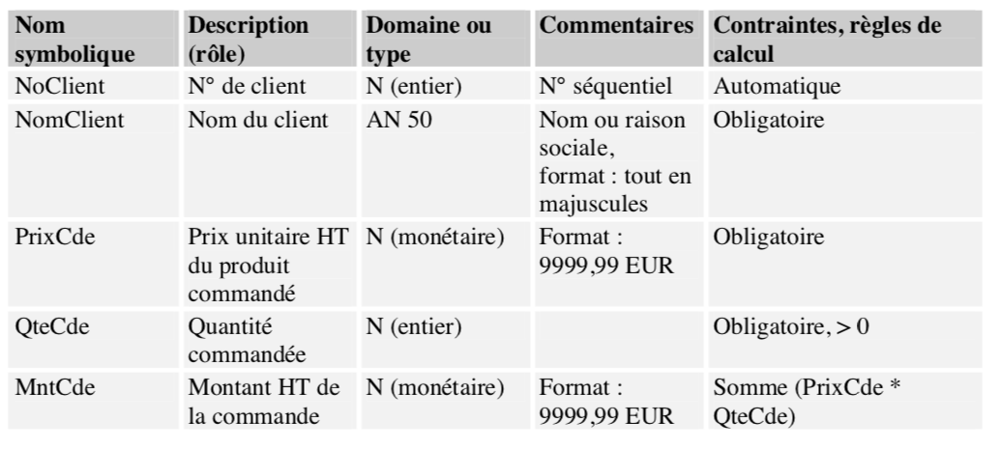 Nom symbolique | Description (rôle) | Domaine ou type | Commentaires | Contraintes, règles de calcul
NoClient | N° de client | N (entier) | N° séquentiel | Automatique
NomClient | Nom du client | AN 50 | Nom ou raison sociale, format : tout en majuscules | Obligatoire
PrixCde | Prix unitaire HT du produit commandé | N (monétaire) | Format : 9999,99 EUR | Obligatoire
QteCde | Quantité commandée | N (entier) | | Obligatoire, > 0
MntCde | Montant HT de la commande | N (monétaire) | Format : 9999,99 EUR | Somme (PrixCde * QteCde)